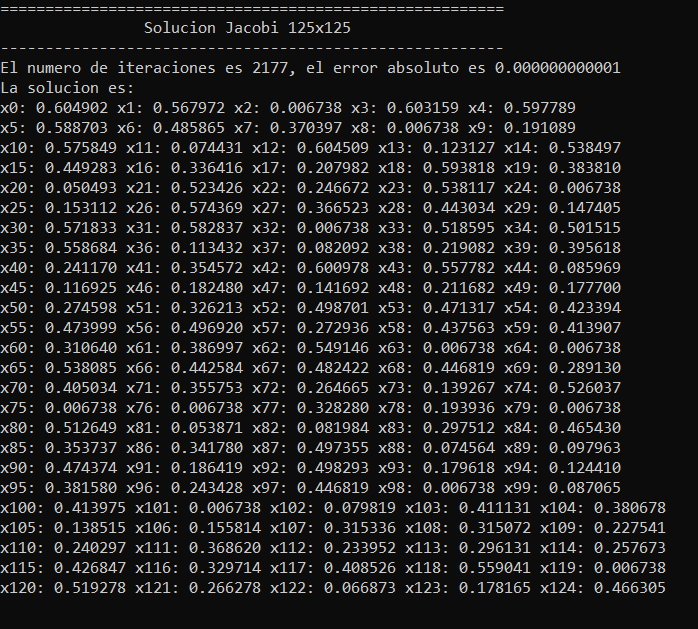 ========================================================
Solucion Jacobi 125x125
--------------------------------------------------------
El numero de iteraciones es 2177, el error absoluto es 0.000000000001
La solucion es:
x0: 0.604902 x1: 0.567972 x2: 0.006738 x3: 0.603159 x4: 0.597789
x5: 0.588703 x6: 0.485865 x7: 0.370397 x8: 0.006738 x9: 0.191089
x10: 0.575849 x11: 0.074431 x12: 0.604509 x13: 0.123127 x14: 0.538497
x15: 0.449283 x16: 0.336416 x17: 0.207982 x18: 0.593818 x19: 0.383810
x20: 0.050493 x21: 0.523426 x22: 0.246672 x23: 0.538117 x24: 0.006738
x25: 0.153112 x26: 0.574369 x27: 0.366523 x28: 0.443034 x29: 0.147405
x30: 0.571833 x31: 0.582837 x32: 0.006738 x33: 0.518595 x34: 0.501515
x35: 0.558684 x36: 0.113432 x37: 0.082092 x38: 0.219082 x39: 0.395618
x40: 0.241170 x41: 0.354572 x42: 0.600978 x43: 0.557782 x44: 0.085969
x45: 0.116925 x46: 0.182480 x47: 0.141692 x48: 0.211682 x49: 0.177700
x50: 0.274598 x51: 0.326213 x52: 0.498701 x53: 0.471317 x54: 0.423394
x55: 0.473999 x56: 0.496920 x57: 0.272936 x58: 0.437563 x59: 0.413907
x60: 0.310640 x61: 0.386997 x62: 0.549146 x63: 0.006738 x64: 0.006738
x65: 0.538085 x66: 0.442584 x67: 0.482422 x68: 0.446819 x69: 0.289130
x70: 0.405034 x71: 0.355753 x72: 0.264665 x73: 0.139267 x74: 0.526037
x75: 0.006738 x76: 0.006738 x77: 0.328280 x78: 0.193936 x79: 0.006738
x80: 0.512649 x81: 0.053871 x82: 0.081984 x83: 0.297512 x84: 0.465430
x85: 0.353737 x86: 0.341780 x87: 0.497355 x88: 0.074564 x89: 0.097963
x90: 0.474374 x91: 0.186419 x92: 0.498293 x93: 0.179618 x94: 0.124410
x95: 0.381580 x96: 0.243428 x97: 0.446819 x98: 0.006738 x99: 0.087065
x100: 0.413975 x101: 0.006738 x102: 0.079819 x103: 0.411131 x104: 0.380678
x105: 0.138515 x106: 0.155814 x107: 0.315336 x108: 0.315072 x109: 0.227541
x110: 0.240297 x111: 0.368620 x112: 0.233952 x113: 0.296131 x114: 0.257673
x115: 0.426847 x116: 0.329714 x117: 0.408526 x118: 0.559041 x119: 0.006738
x120: 0.519278 x121: 0.266278 x122: 0.066873 x123: 0.178165 x124: 0.466305